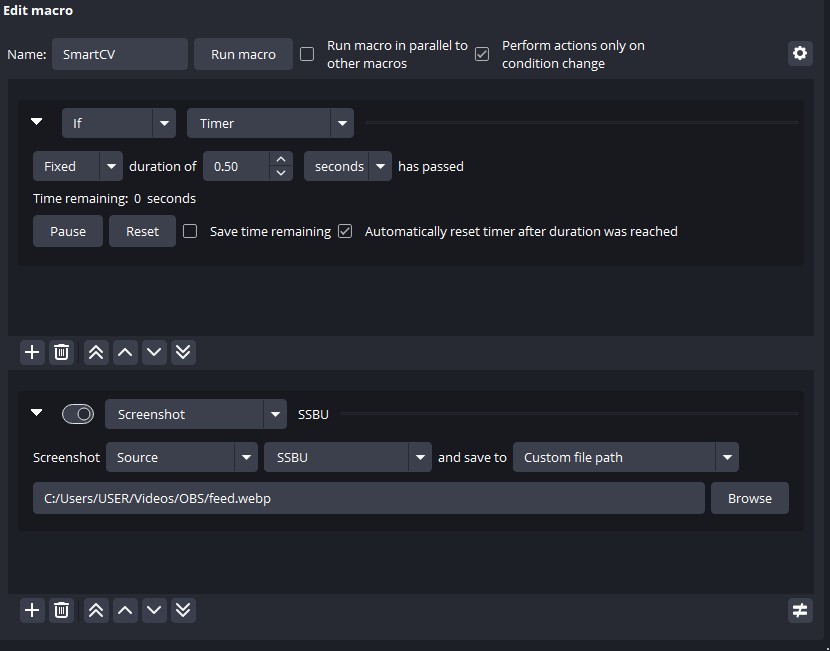 Edit macro
Name: SmartCV Run macro Run macro in parallel to other macros Perform actions only on condition change
If Timer
Fixed duration of 0.50 seconds has passed
Time remaining: 0 seconds
Pause Reset Save time remaining Automatically reset timer after duration was reached
Screenshot SSBU
Screenshot Source SSBU and save to Custom file path
C:/Users/USER/Videos/OBS/feed.webp Browse